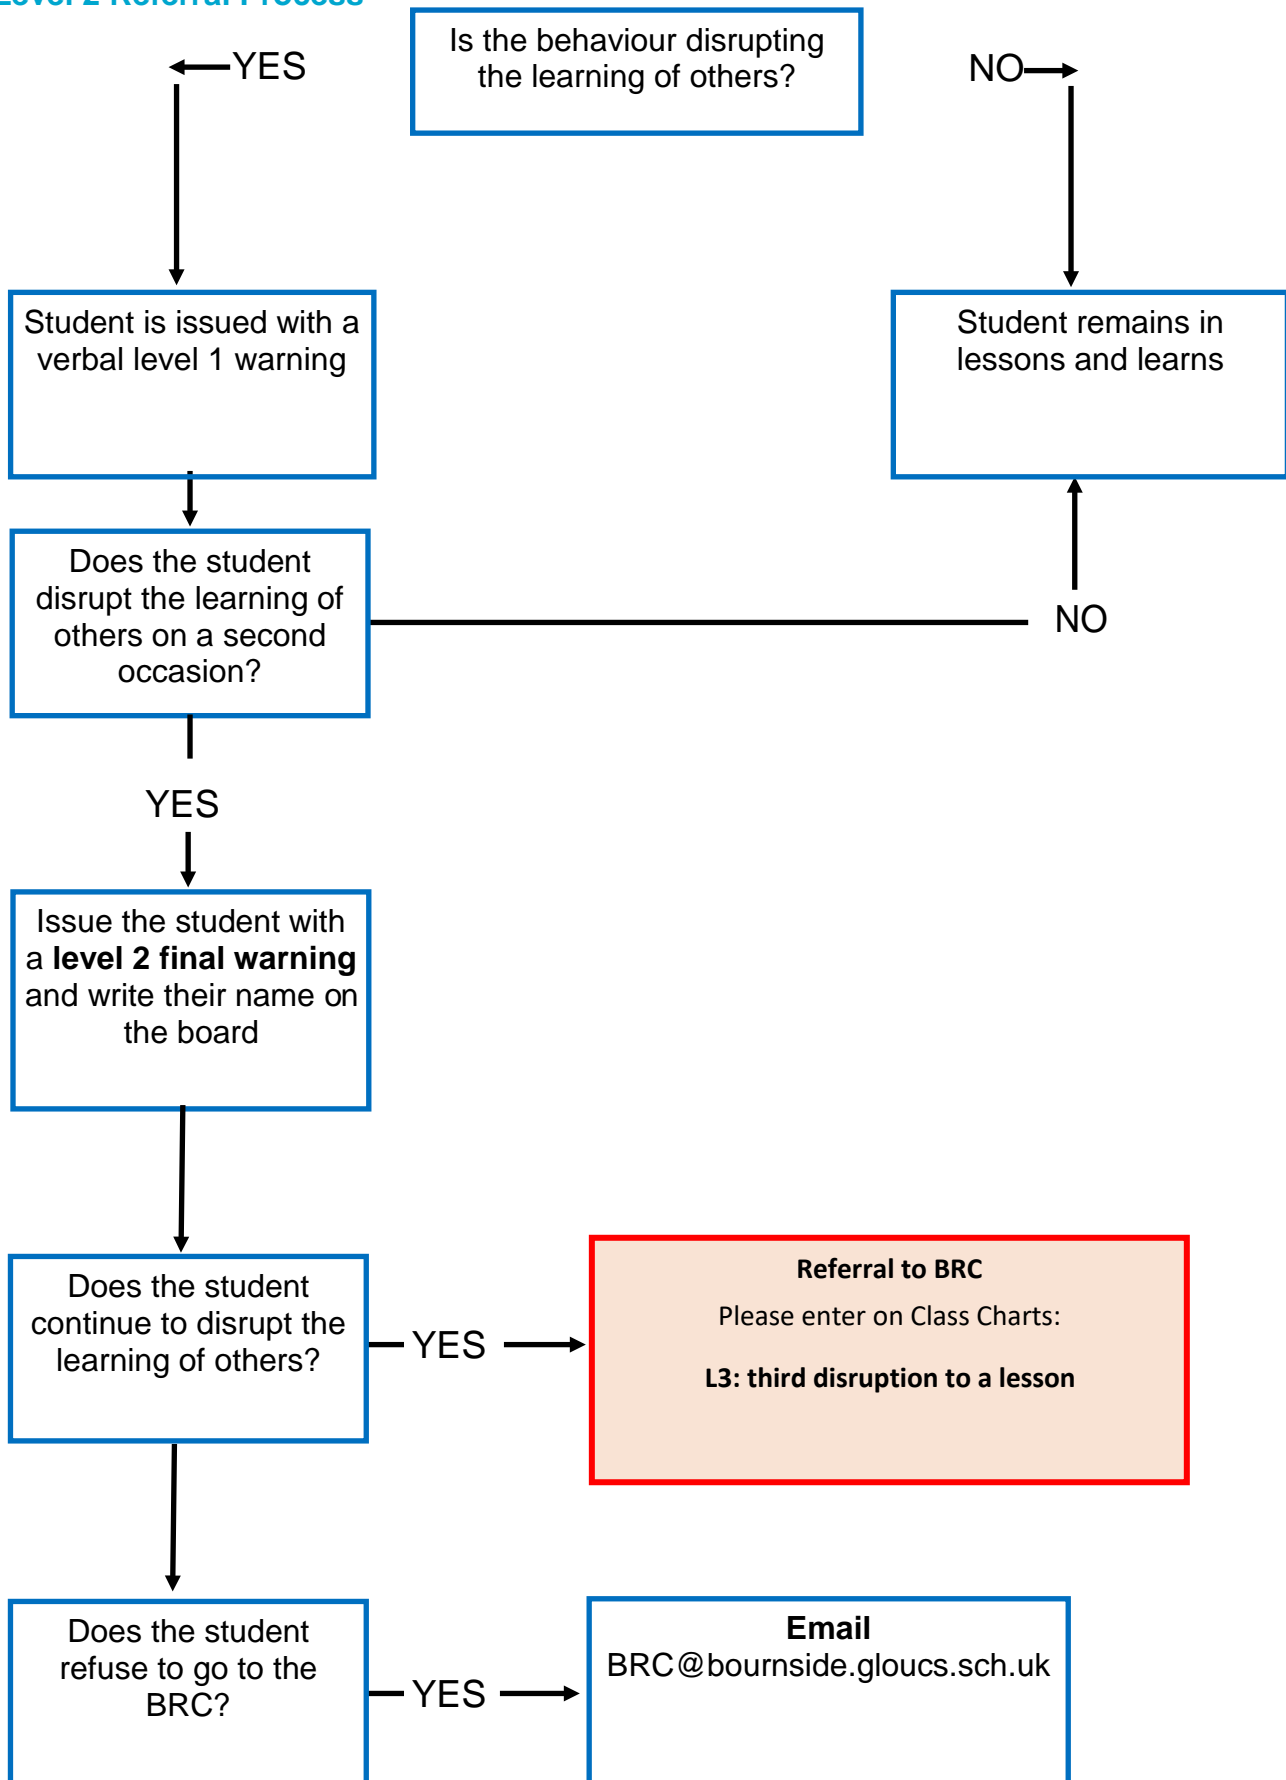 Level 2 Referral Process
Is the behaviour disrupting
the learning of others?
YES
NO
Student is issued with a
verbal level 1 warning
Student remains in
lessons and learns
Does the student
disrupt the learning of
others on a second
occasion?
NO
YES
Issue the student with
a level 2 final warning
and write their name on
the board
Does the student
continue to disrupt the
learning of others?
YES
Referral to BRC
Please enter on Class Charts:
L3: third disruption to a lesson
Does the student
refuse to go to the
BRC?
YES
Email
BRC@bournside.gloucs.sch.uk